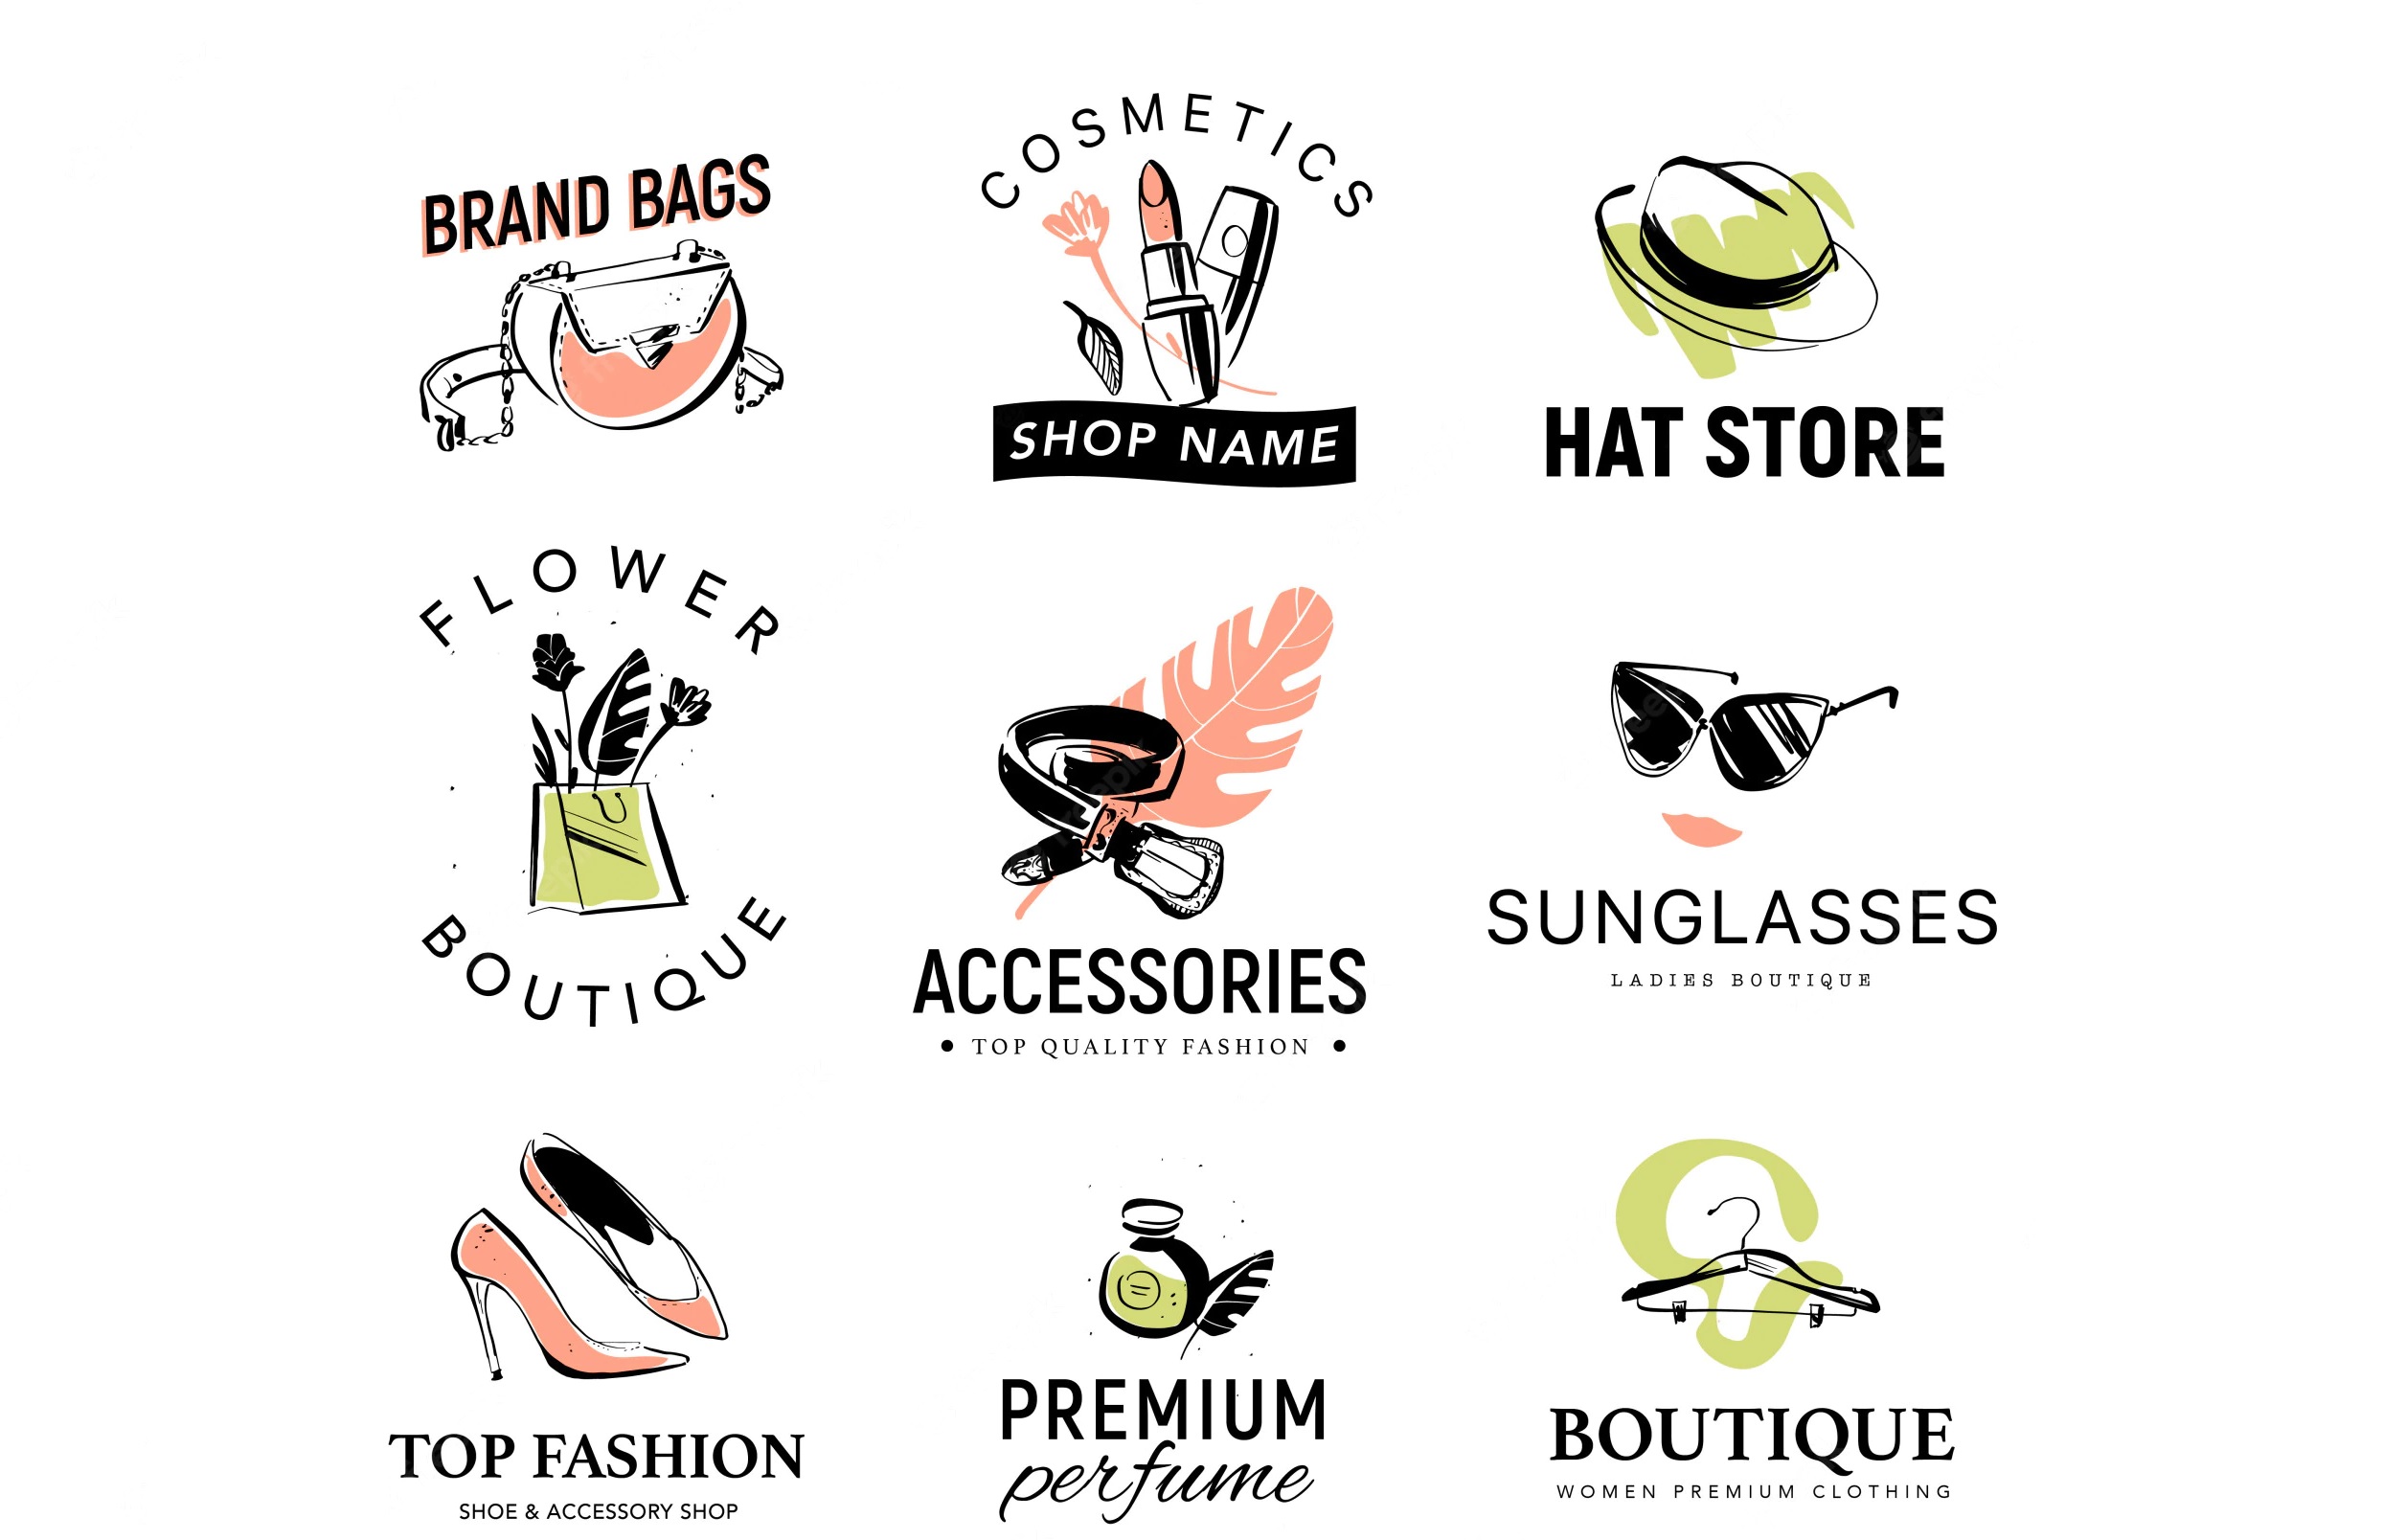 BRAND BAGS
COSMETICS
SHOP NAME
HAT STORE
FLOWER
BOUTIQUE
ACCESSORIES
• TOP QUALITY FASHION •
SUNGLASSES
LADIES BOUTIQUE
TOP FASHION
SHOE & ACCESSORY SHOP
PREMIUM
perfume
BOUTIQUE
WOMEN PREMIUM CLOTHING